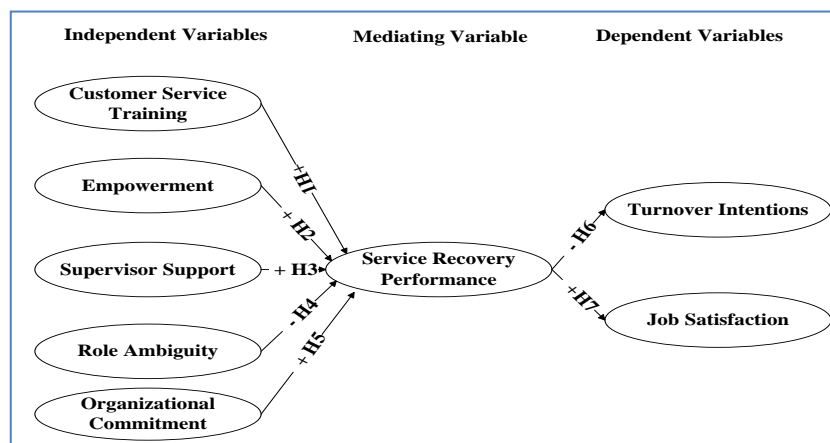 Independent Variables
Mediating Variable
Dependent Variables
Customer Service
Training
Empowerment
Supervisor Support
Role Ambiguity
Organizational
Commitment
+H1
+ H2
+ H3
- H4
+ H5
Service Recovery
Performance
- H6
+H7
Turnover Intentions
Job Satisfaction